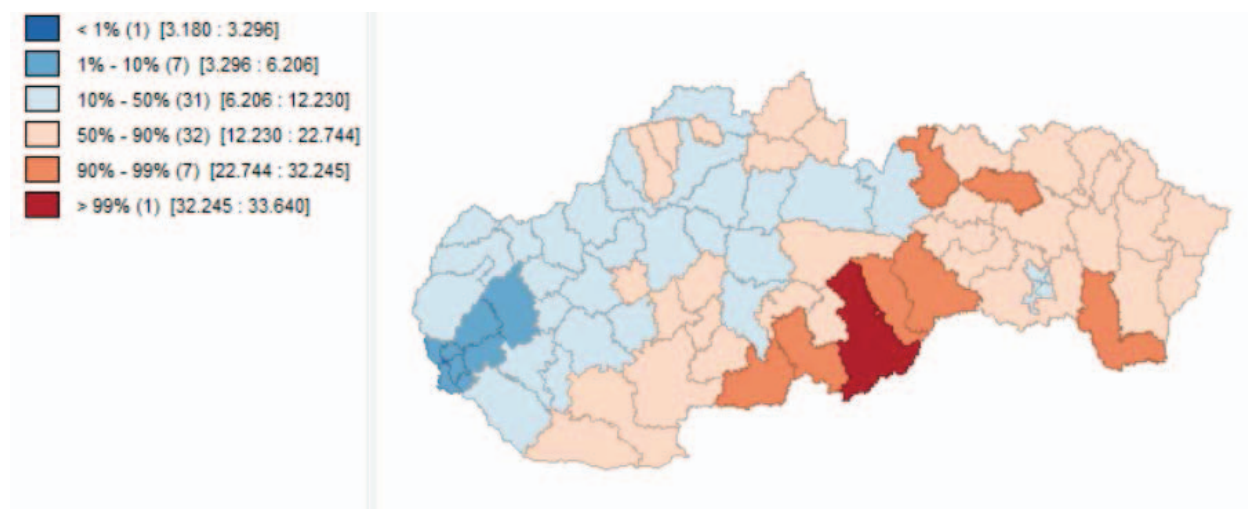 < 1% (1) [3.180 : 3.296]
1% - 10% (7) [3.296 : 6.206]
10% - 50% (31) [6.206 : 12.230]
50% - 90% (32) [12.230 : 22.744]
90% - 99% (7) [22.744 : 32.245]
> 99% (1) [32.245 : 33.640]